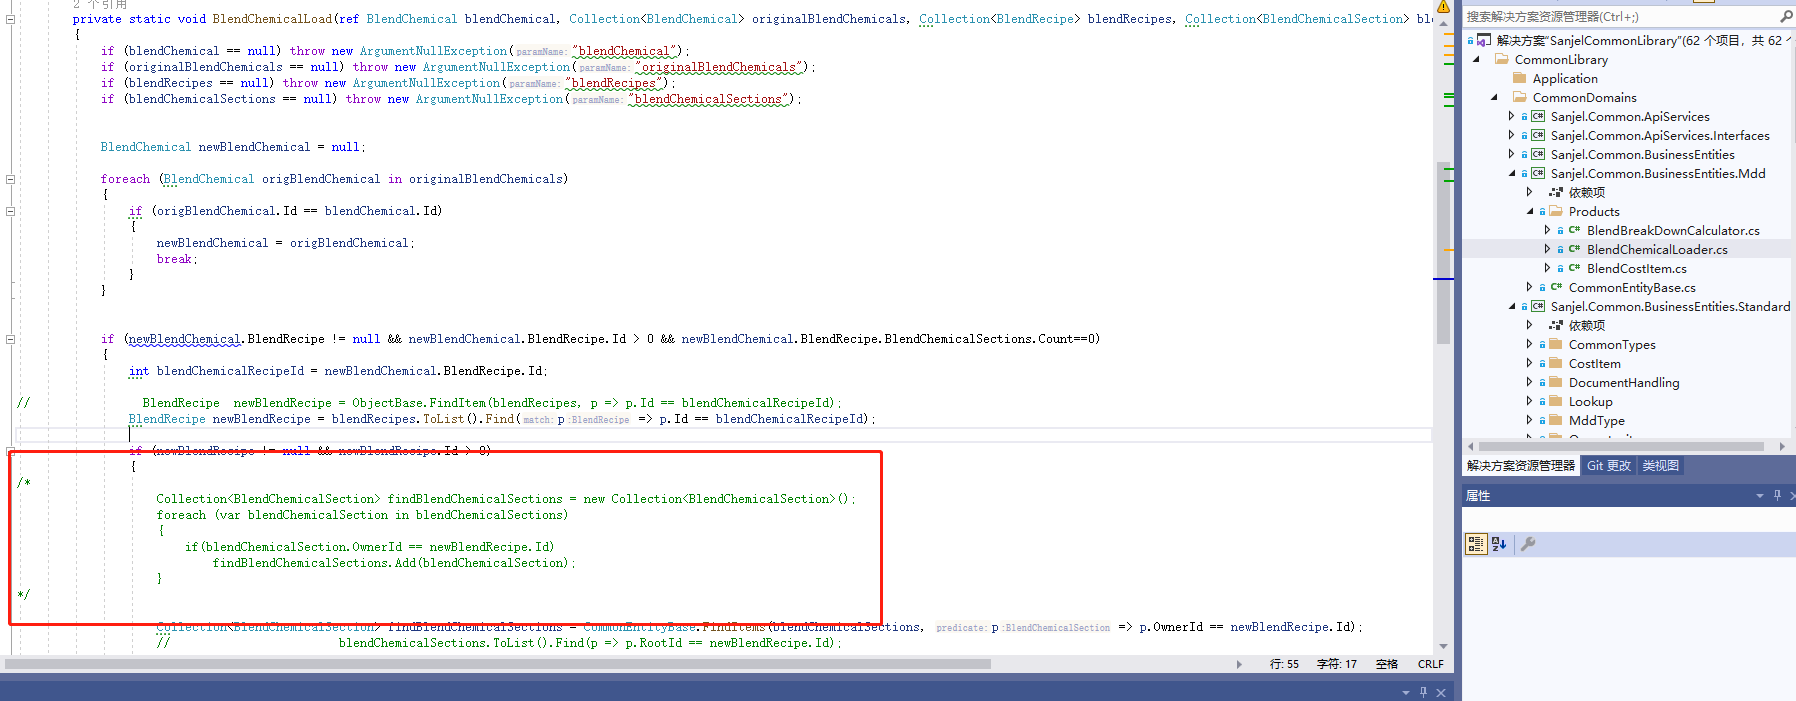 2 个引用
private static void BlendChemicalLoad(ref BlendChemical blendChemical, Collection<BlendChemical> originalBlendChemicals, Collection<BlendRecipe> blendRecipes, Collection<BlendChemicalSection>
{
if (blendChemical == null) throw new ArgumentNullException(paramName: "blendChemical");
if (originalBlendChemicals == null) throw new ArgumentNullException(paramName: "originalBlendChemicals");
if (blendRecipes == null) throw new ArgumentNullException(paramName: "blendRecipes");
if (blendChemicalSections == null) throw new ArgumentNullException(paramName: "blendChemicalSections");
BlendChemical newBlendChemical = null;
foreach (BlendChemical origBlendChemical in originalBlendChemicals)
{
if (origBlendChemical.Id == blendChemical.Id)
{
newBlendChemical = origBlendChemical;
break;
}
}
if (newBlendChemical.BlendRecipe != null && newBlendChemical.BlendRecipe.Id > 0 && newBlendChemical.BlendRecipe.BlendChemicalSections.Count==0)
{
int blendChemicalRecipeId = newBlendChemical.BlendRecipe.Id;
// BlendRecipe newBlendRecipe = ObjectBase.FindItem(blendRecipes, p => p.Id == blendChemicalRecipeId);
BlendRecipe newBlendRecipe = blendRecipes.ToList().Find(match: p :BlendRecipe => p.Id == blendChemicalRecipeId);
if (newBlendRecipe != null && newBlendRecipe.Id > 0)
{
/*
Collection<BlendChemicalSection> findBlendChemicalSections = new Collection<BlendChemicalSection>();
foreach (var blendChemicalSection in blendChemicalSections)
{
if(blendChemicalSection.OwnerId == newBlendRecipe.Id)
findBlendChemicalSections.Add(blendChemicalSection);
}
*/
Collection<BlendChemicalSection> findBlendChemicalSections = CommonEntityBase.FindItems(blendChemicalSections, predicate: p :BlendChemicalSection => p.OwnerId == newBlendRecipe.Id);
// blendChemicalSections.ToList().Find(p => p.RootId == newBlendRecipe.Id);
行: 55 字符: 17 空格 CRLF
搜索解决方案资源管理器(Ctrl+;)
解决方案"SanjelCommonLibrary"(62 个项目，共 62 个
CommonLibrary
Application
CommonDomains
Sanjel.Common.ApiServices
Sanjel.Common.ApiServices.Interfaces
Sanjel.Common.BusinessEntities
Sanjel.Common.BusinessEntities.Mdd
依赖项
Products
BlendBreakDownCalculator.cs
BlendChemicalLoader.cs
BlendCostItem.cs
CommonEntityBase.cs
Sanjel.Common.BusinessEntities.Standard
依赖项
CommonTypes
CostItem
DocumentHandling
Lookup
MddType
解决方案资源管理器 Git 更改 类视图
属性